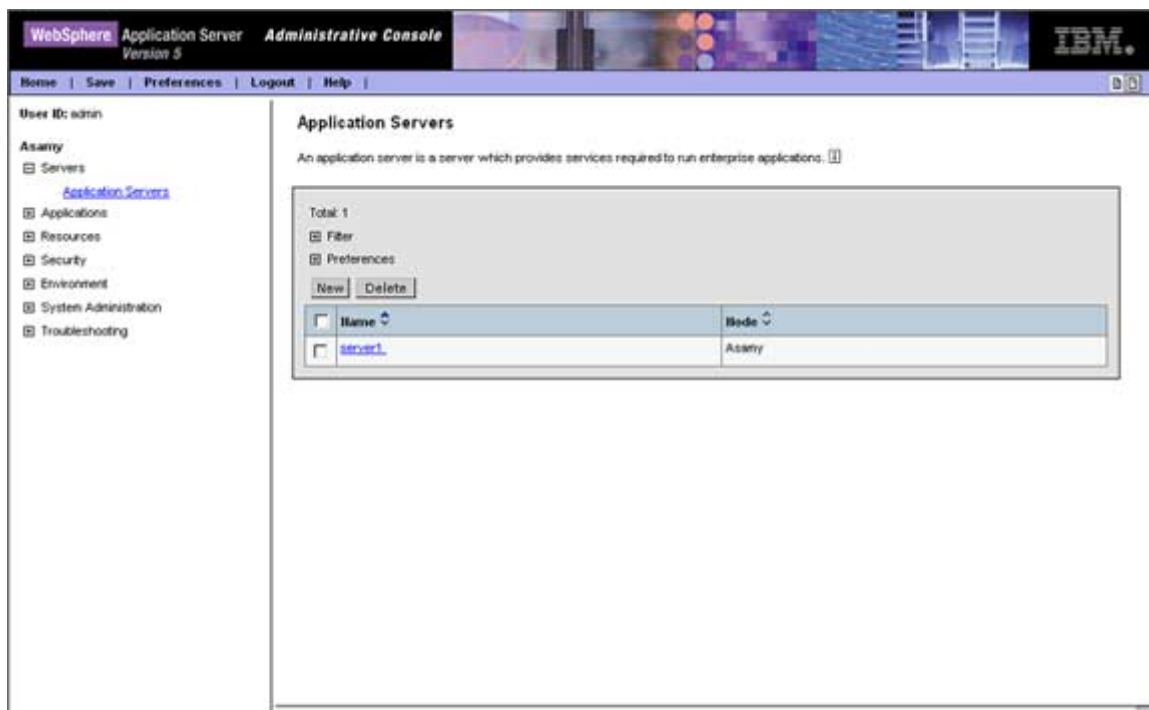 WebSphere Application Server Administrative Console
Version 5
IBM.
Home | Save | Preferences | Logout | Help |
User ID: admin
Asamy
Servers
Application Servers
Applications
Resources
Security
Environment
System Administration
Troubleshooting
Application Servers
An application server is a server which provides services required to run enterprise applications.
Total: 1
Filter
Preferences
New Delete
Name Node
server1 Asamy